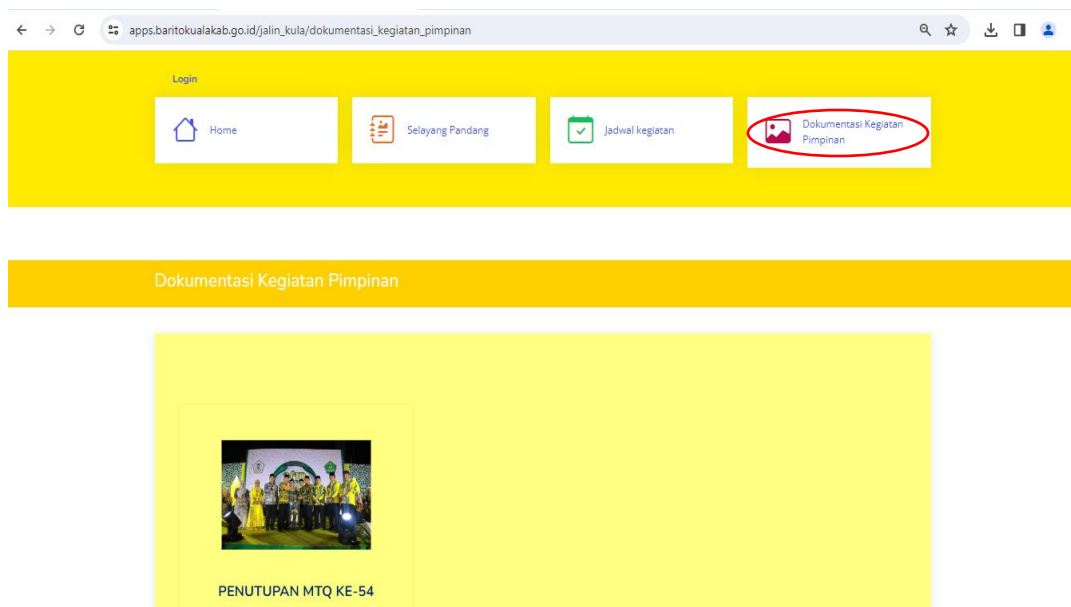 apps.baritokualakab.go.id/jalin_kula/dokumentasi_kegiatan_pimpinan
Login
Home
Selayang Pandang
Jadwal kegiatan
Dokumentasi Kegiatan
Pimpinan
Dokumentasi Kegiatan Pimpinan
PENUTUPAN MTQ KE-54